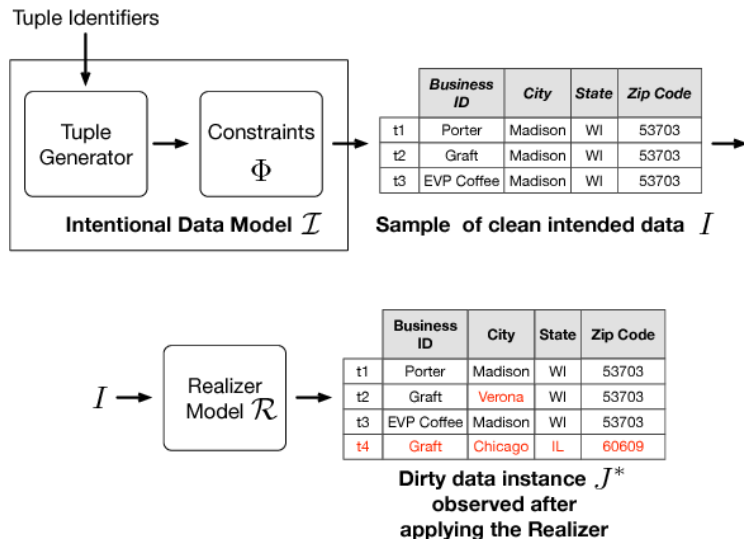 Tuple Identifiers
Tuple
Generator
Constraints
Φ
Intentional Data Model I
Business ID City State Zip Code
t1 Porter Madison WI 53703
t2 Graft Madison WI 53703
t3 EVP Coffee Madison WI 53703
Sample of clean intended data I
I
Realizer
Model R
Business ID City State Zip Code
t1 Porter Madison WI 53703
t2 Graft Verona WI 53703
t3 EVP Coffee Madison WI 53703
t4 Graft Chicago IL 60609
Dirty data instance J*
observed after
applying the Realizer